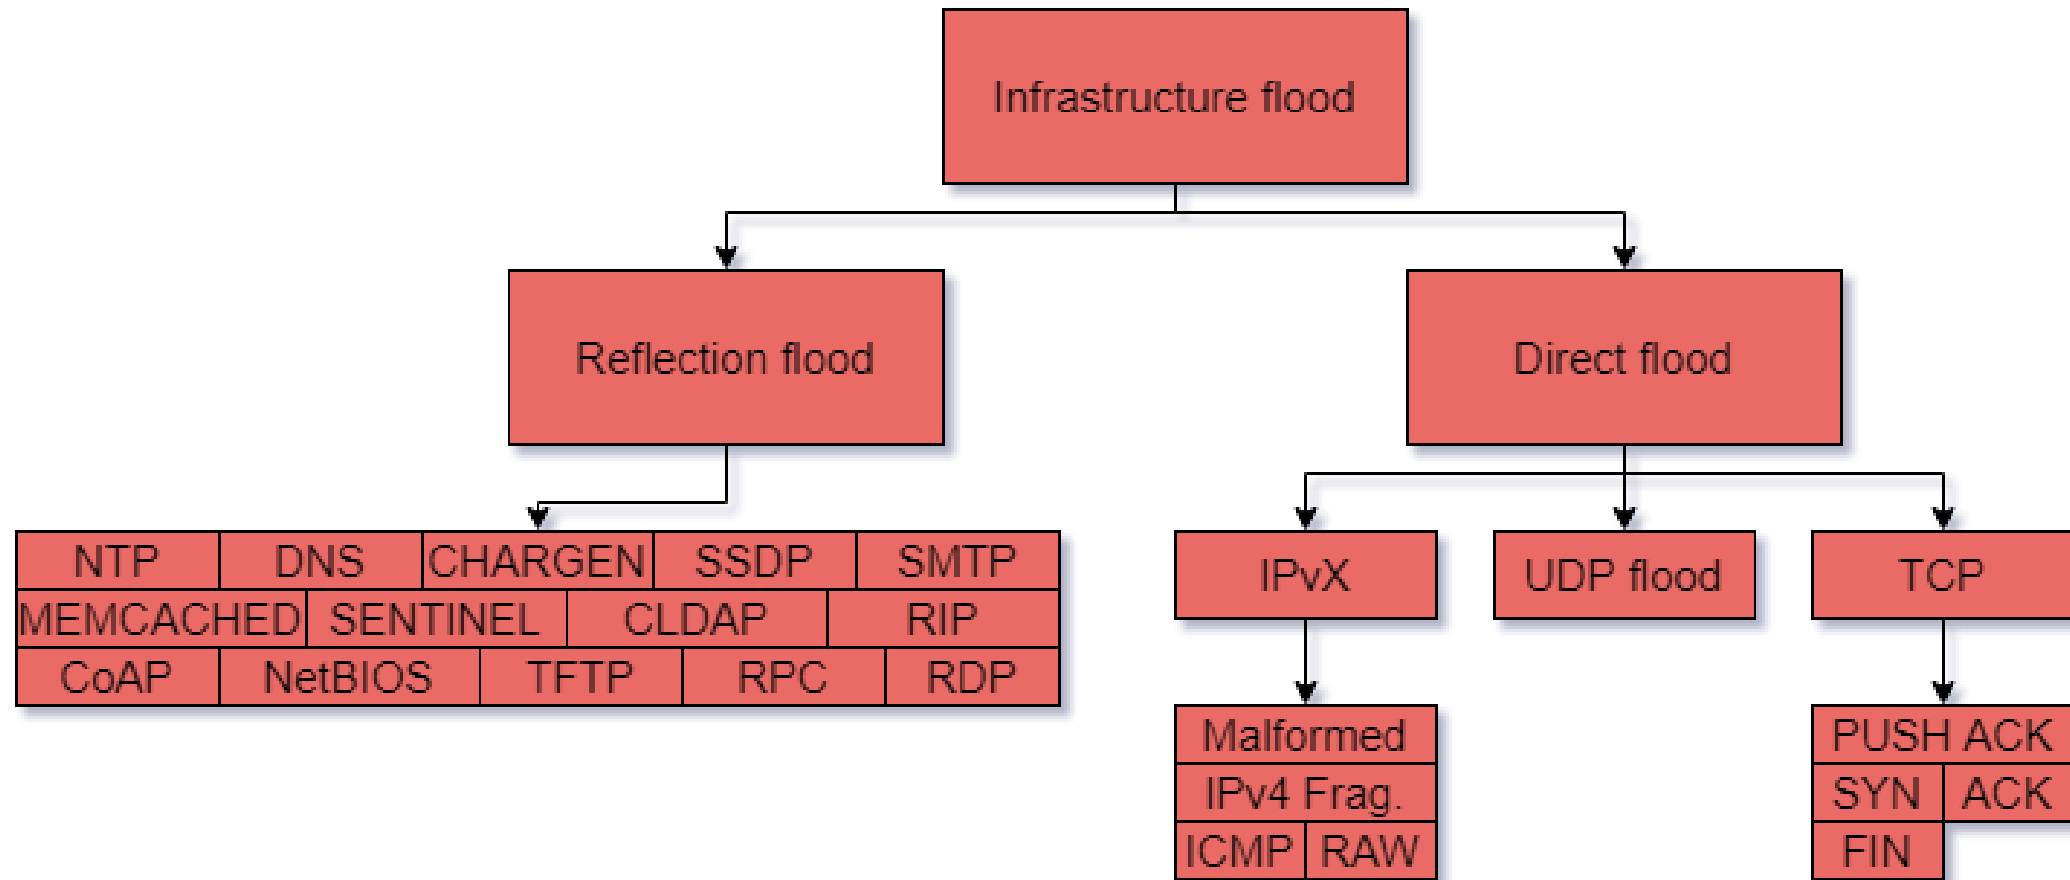 Infrastructure flood
Reflection flood
Direct flood
NTP DNS CHARGEN SSDP SMTP
MEMCACHED SENTINEL CLDAP RIP
CoAP NetBIOS TFTP RPC RDP
IPvX
UDP flood
TCP
Malformed
IPv4 Frag.
ICMP RAW
PUSH ACK
SYN ACK
FIN